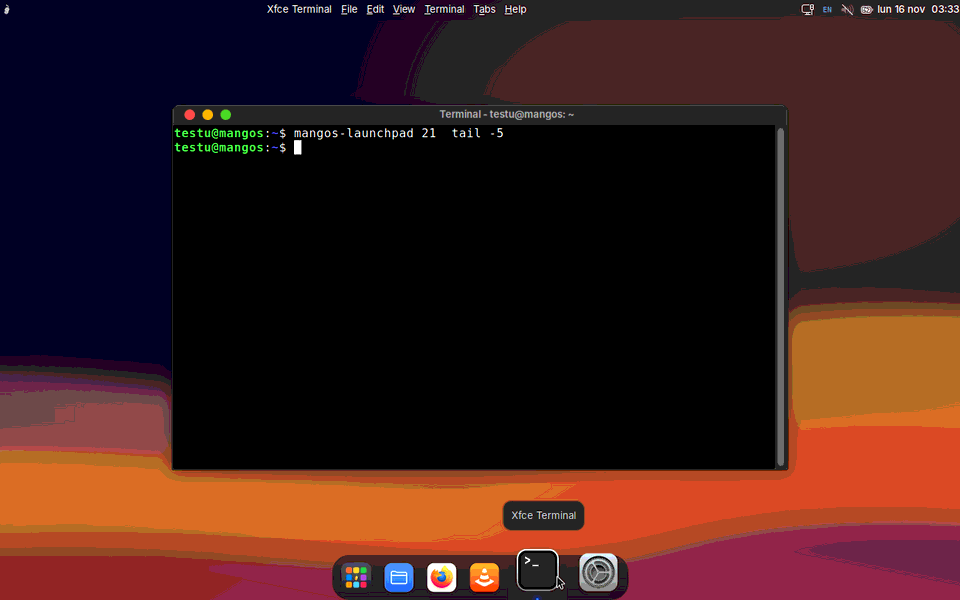 Xfce Terminal File Edit View Terminal Tabs Help
EN lun 16 nov 03:33
Terminal - testu@mangos: ~
testu@mangos:~$ mangos-launchpad 21  tail -5
testu@mangos:~$
Xfce Terminal
>_